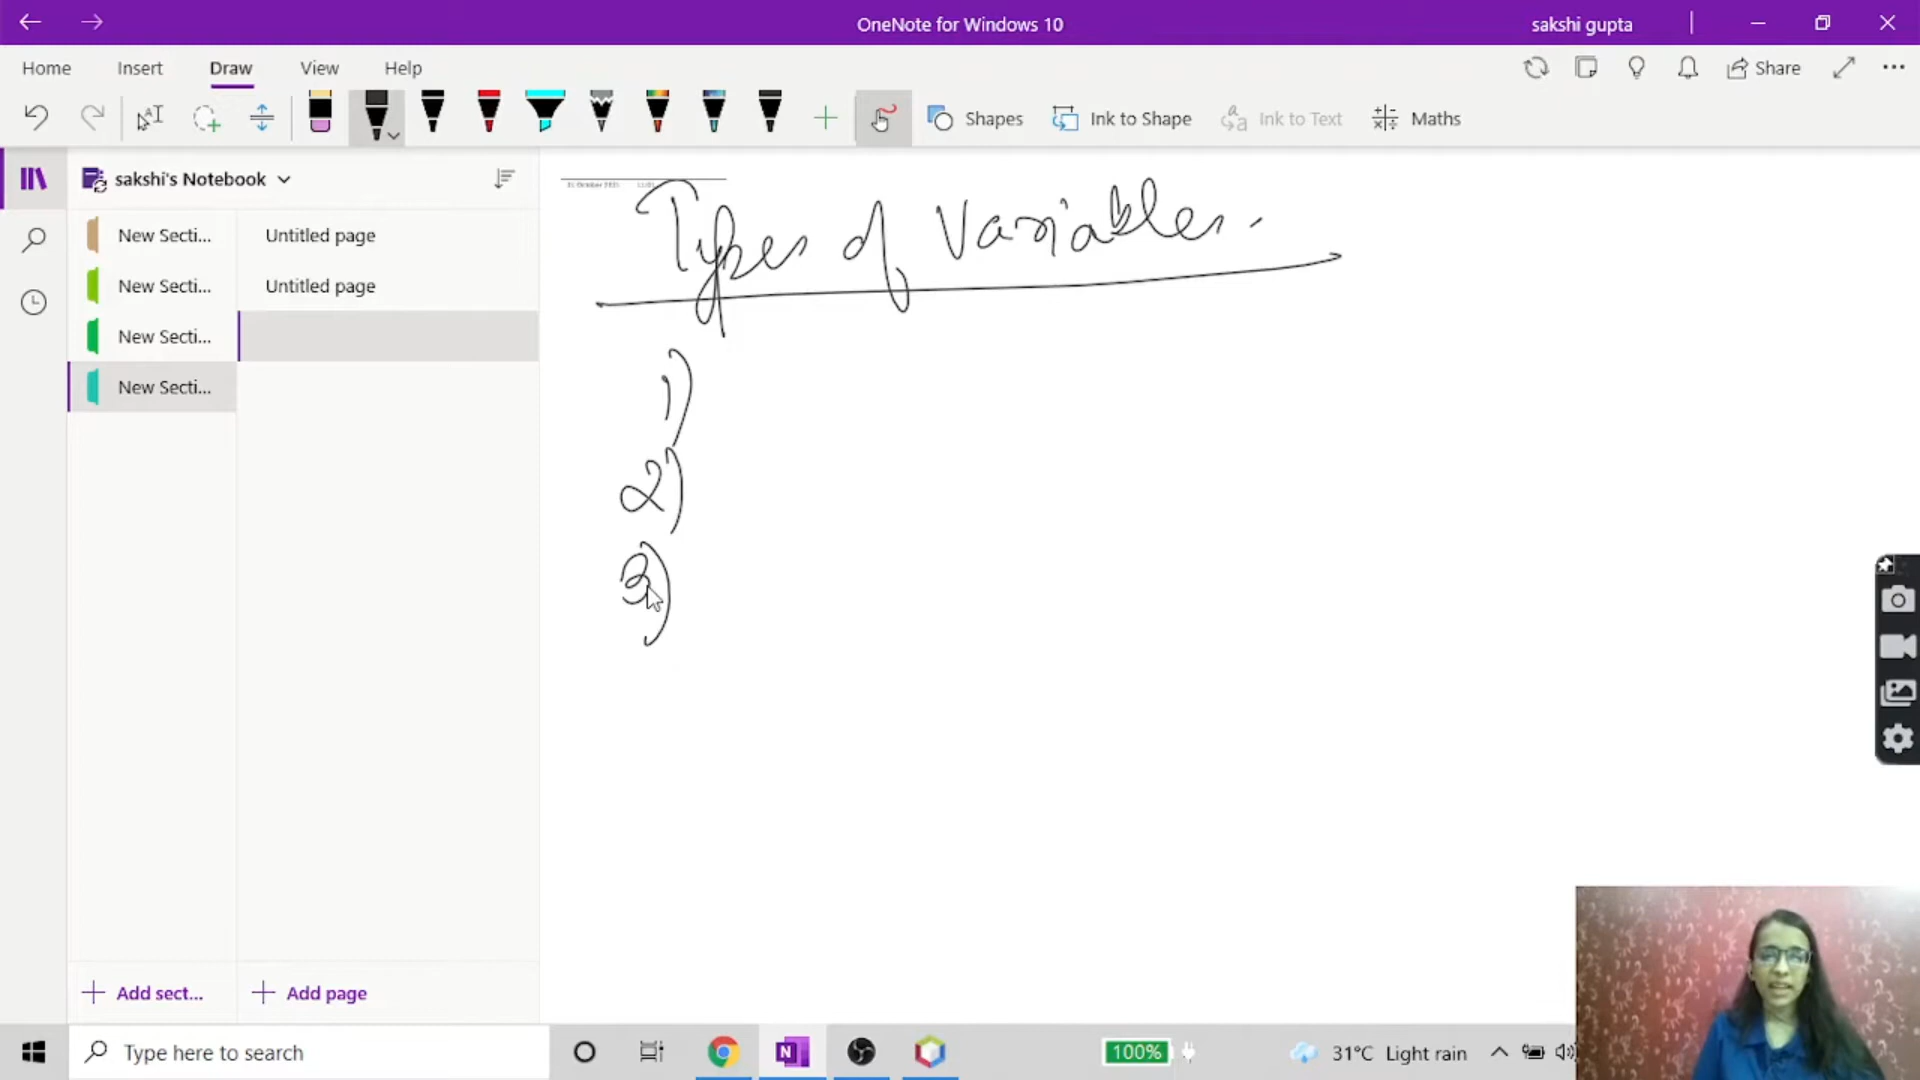 OneNote for Windows 10
sakshi gupta
Home Insert Draw View Help
Share
Shapes Ink to Shape Ink to Text Maths
sakshi's Notebook
New Secti... Untitled page
New Secti... Untitled page
New Secti...
New Secti...
Types of Variables.
1)
2)
3)
Add sect... Add page
Type here to search
100%
31°C Light rain